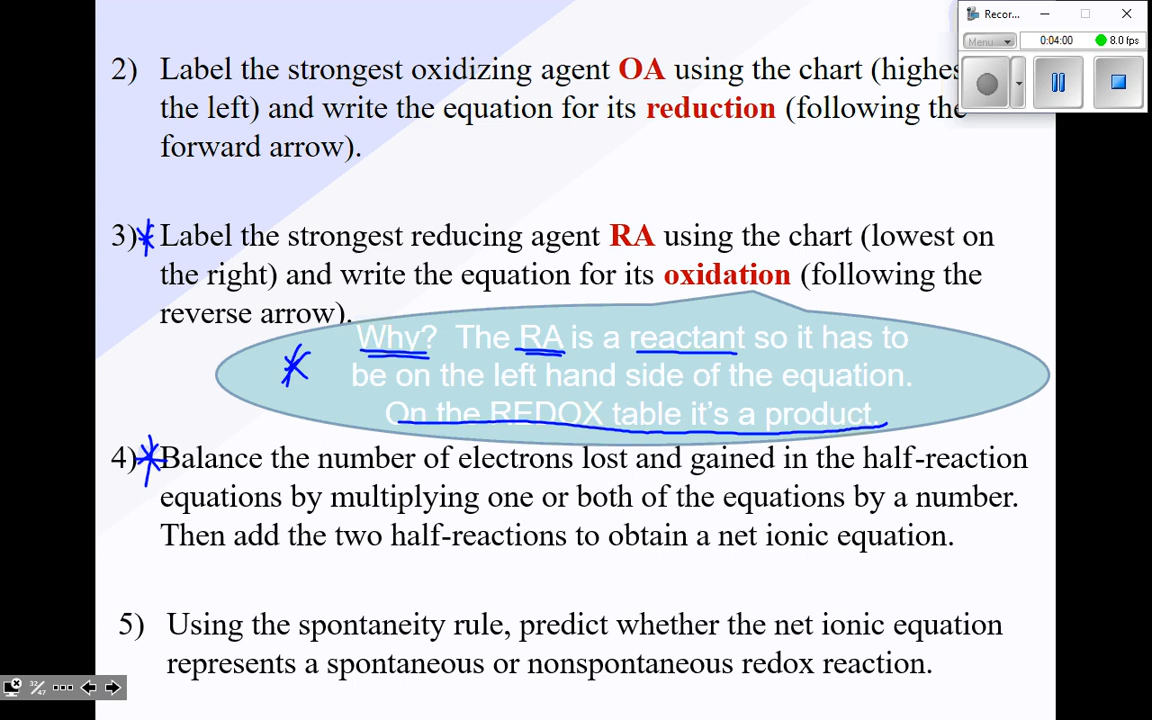 Recor...
Menu
0:04:00
8.0 fps
2) Label the strongest oxidizing agent OA using the chart (highes
the left) and write the equation for its reduction (following the
forward arrow).
3) Label the strongest reducing agent RA using the chart (lowest on
the right) and write the equation for its oxidation (following the
reverse arrow).
Why? The RA is a reactant so it has to
be on the left hand side of the equation.
On the REDOX table it's a product.
4) Balance the number of electrons lost and gained in the half-reaction
equations by multiplying one or both of the equations by a number.
Then add the two half-reactions to obtain a net ionic equation.
5) Using the spontaneity rule, predict whether the net ionic equation
represents a spontaneous or nonspontaneous redox reaction.
32/47